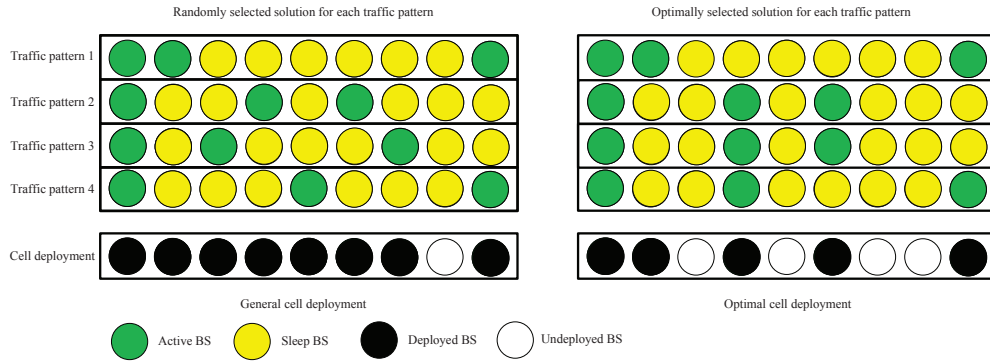 Randomly selected solution for each traffic pattern
Optimally selected solution for each traffic pattern
Traffic pattern 1
Traffic pattern 2
Traffic pattern 3
Traffic pattern 4
Cell deployment
General cell deployment
Optimal cell deployment
Active BS
Sleep BS
Deployed BS
Undeployed BS